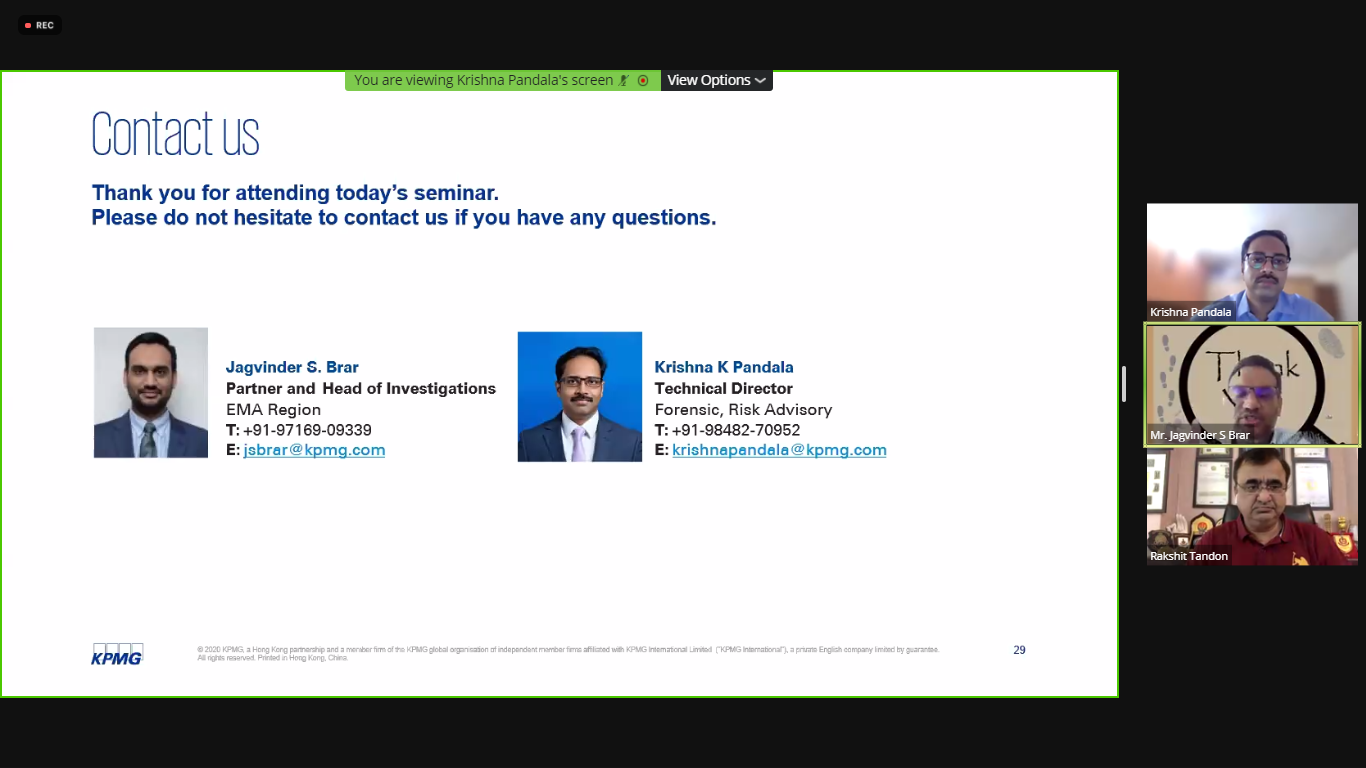 REC
You are viewing Krishna Pandala's screen
View Options
Contact us
Thank you for attending today's seminar.
Please do not hesitate to contact us if you have any questions.
Jagvinder S. Brar
Partner and Head of Investigations
EMA Region
T: +91-97169-09339
E: jsbrar@kpmg.com
Krishna K Pandala
Technical Director
Forensic, Risk Advisory
T: +91-98482-70952
E: krishnapandala@kpmg.com
Krishna Pandala
Think
Mr. Jagvinder S Brar
Rakshit Tandon
KPMG
© 2020 KPMG, a Hong Kong partnership and a member firm of the KPMG global organisation of independent member firms affiliated with KPMG International Limited ("KPMG International"), a private English company limited by guarantee.
All rights reserved. Printed in Hong Kong, China.
29